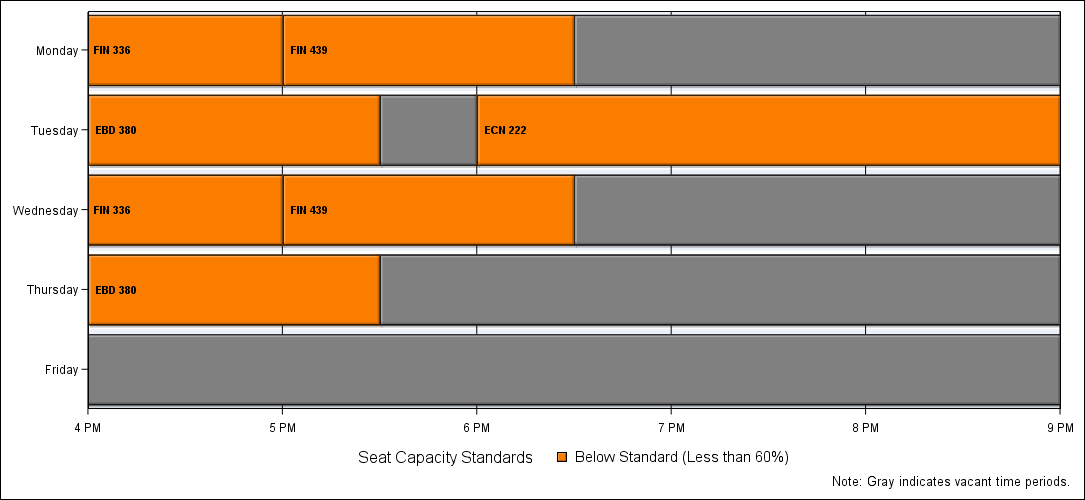 Monday
FIN 336
FIN 439
Tuesday
EBD 380
ECN 222
Wednesday
FIN 336
FIN 439
Thursday
EBD 380
Friday
4 PM 5 PM 6 PM 7 PM 8 PM 9 PM
Seat Capacity Standards Below Standard (Less than 60%)
Note: Gray indicates vacant time periods.